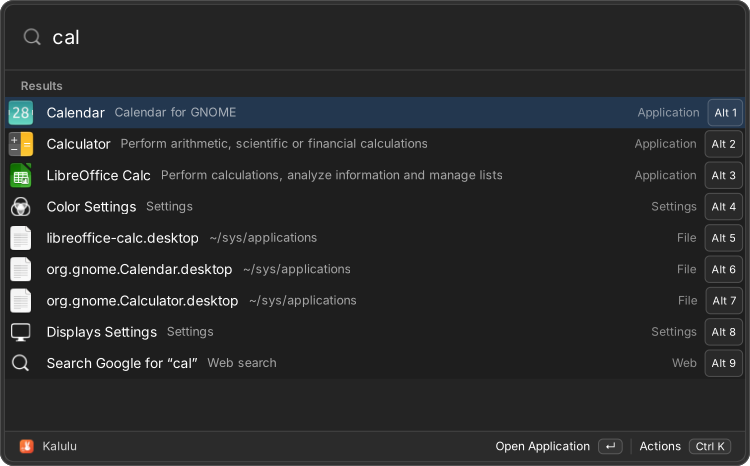 cal
Results
28 Calendar Calendar for GNOME Application Alt 1
Calculator Perform arithmetic, scientific or financial calculations Application Alt 2
LibreOffice Calc Perform calculations, analyze information and manage lists Application Alt 3
Color Settings Settings Settings Alt 4
libreoffice-calc.desktop ~/sys/applications File Alt 5
org.gnome.Calendar.desktop ~/sys/applications File Alt 6
org.gnome.Calculator.desktop ~/sys/applications File Alt 7
Displays Settings Settings Settings Alt 8
Search Google for “cal” Web search Web Alt 9
Kalulu Open Application ↵ Actions Ctrl K